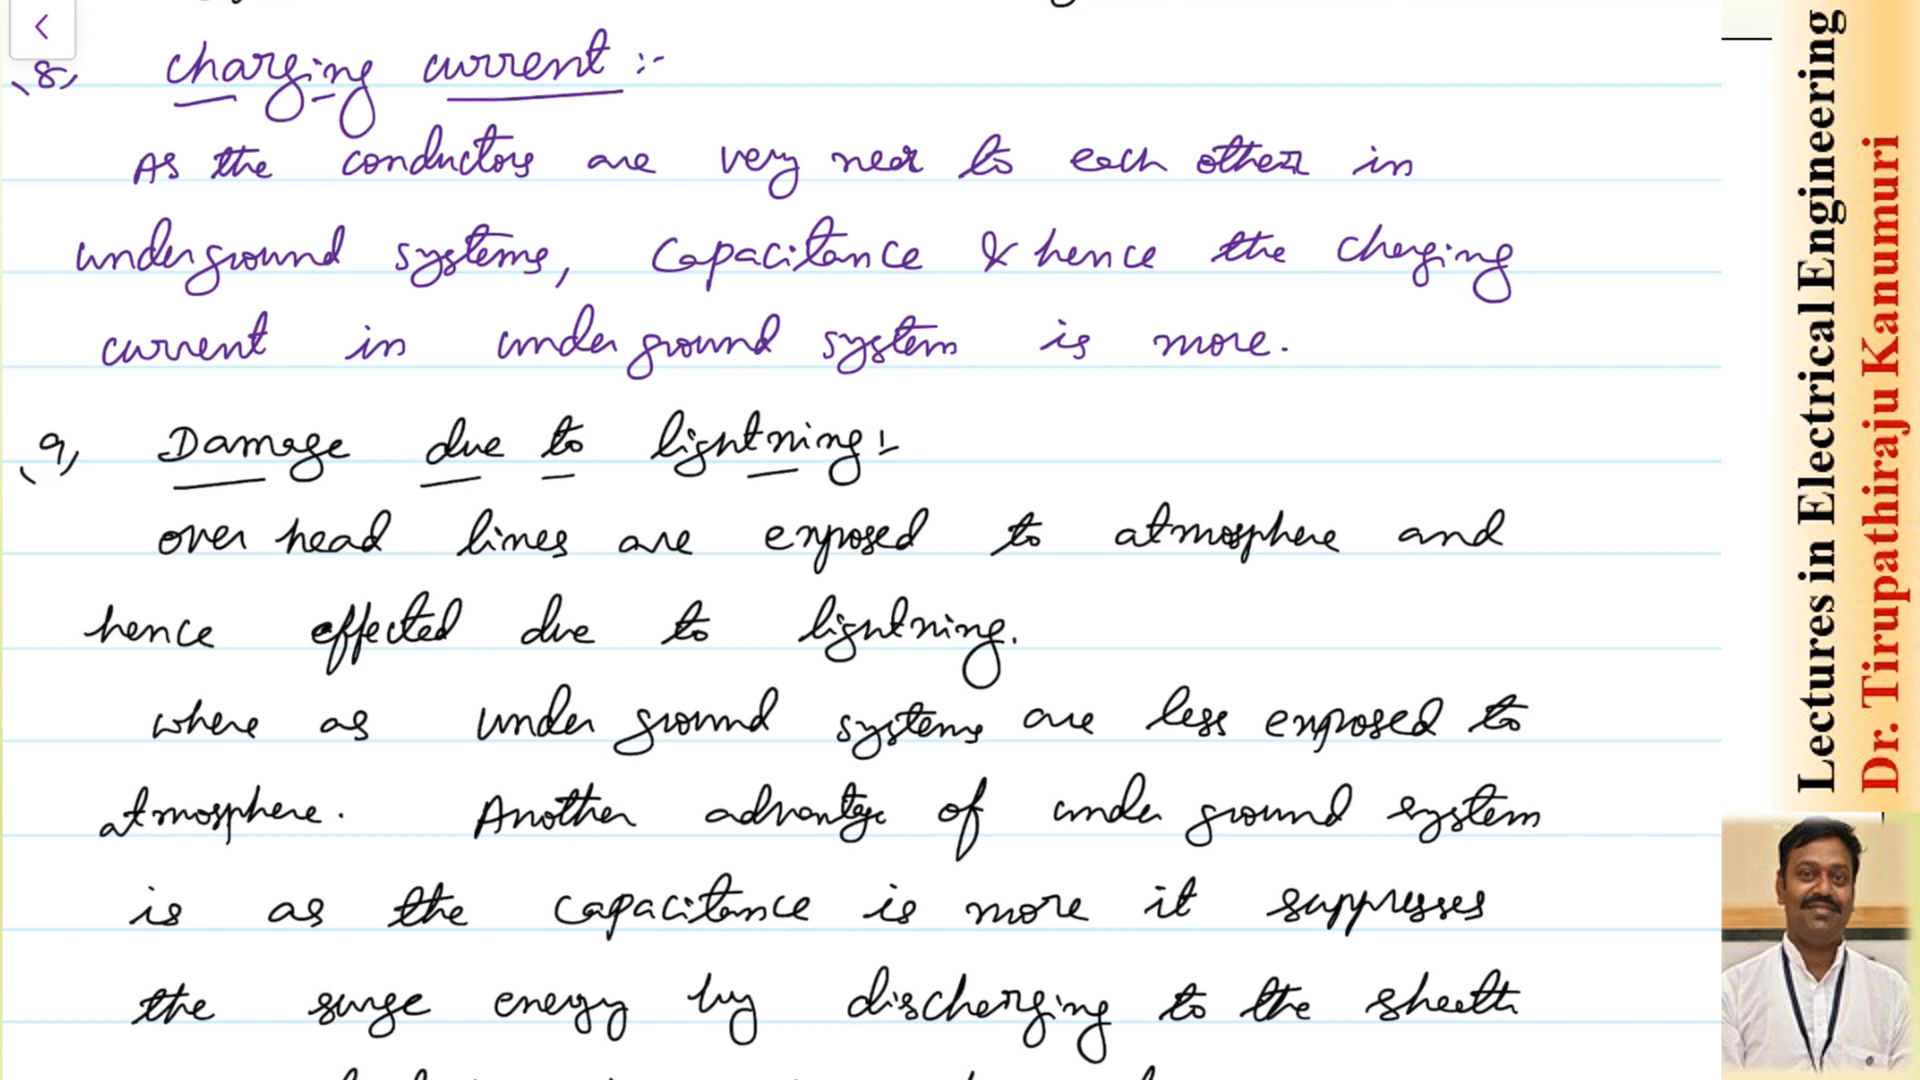 8, charging current :-
As the conductors are very near to each other in
underground systems, Capacitance & hence the charging
current in under ground system is more.
9, Damage due to lightning:-
over head lines are exposed to atmosphere and
hence effected due to lightning.
where as under ground systems are less exposed to
atmosphere. Another advantage of under ground system
is as the capacitance is more it suppresses
the surge energy by discharging to the sheath
Lectures in Electrical Engineering
Dr. Tirupathiraju Kanumuri